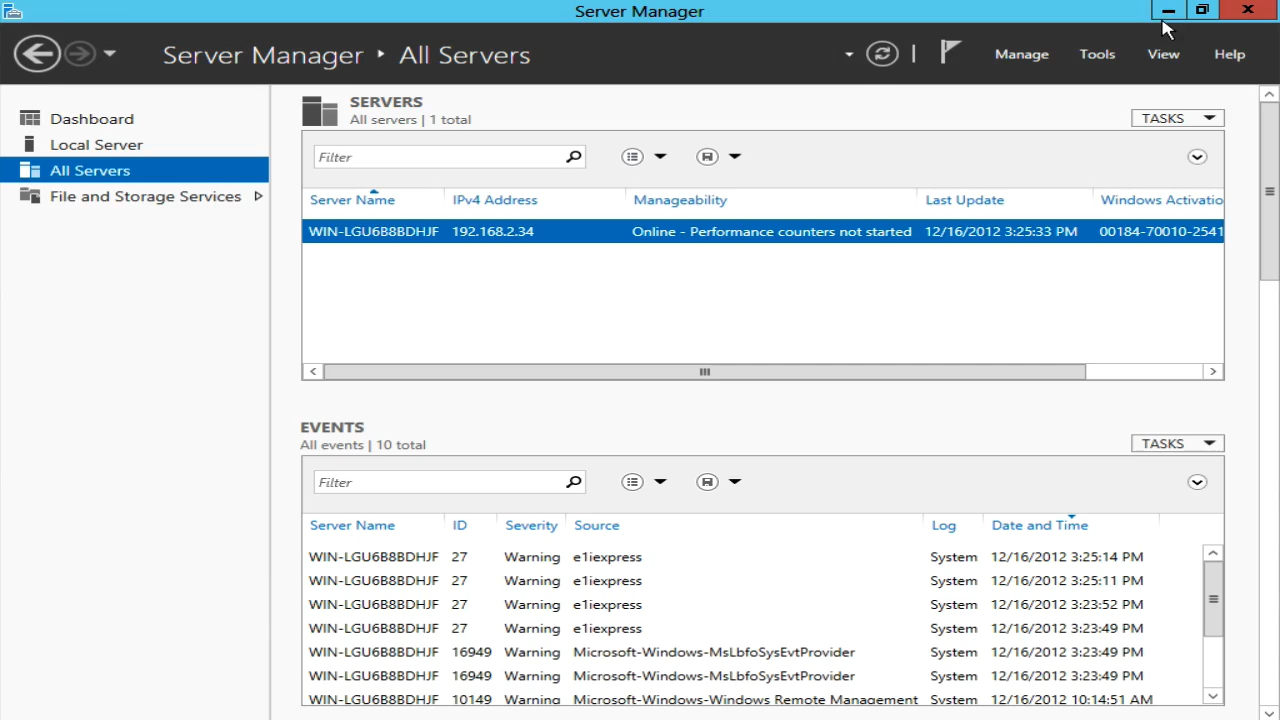 Server Manager
Server Manager ‣ All Servers
Manage Tools View Help
Dashboard
Local Server
All Servers
File and Storage Services
SERVERS
All servers | 1 total
TASKS
Filter
Server Name IPv4 Address Manageability Last Update Windows Activatio
WIN-LGU6B8BDHJF 192.168.2.34 Online - Performance counters not started 12/16/2012 3:25:33 PM 00184-70010-2541
EVENTS
All events | 10 total
TASKS
Filter
Server Name ID Severity Source Log Date and Time
WIN-LGU6B8BDHJF 27 Warning e1iexpress System 12/16/2012 3:25:14 PM
WIN-LGU6B8BDHJF 27 Warning e1iexpress System 12/16/2012 3:25:11 PM
WIN-LGU6B8BDHJF 27 Warning e1iexpress System 12/16/2012 3:23:52 PM
WIN-LGU6B8BDHJF 27 Warning e1iexpress System 12/16/2012 3:23:49 PM
WIN-LGU6B8BDHJF 16949 Warning Microsoft-Windows-MsLbfoSysEvtProvider System 12/16/2012 3:23:49 PM
WIN-LGU6B8BDHJF 16949 Warning Microsoft-Windows-MsLbfoSysEvtProvider System 12/16/2012 3:23:49 PM
WIN-LGU6B8BDHJF 10149 Warning Microsoft-Windows-Windows Remote Management System 12/16/2012 10:14:51 AM